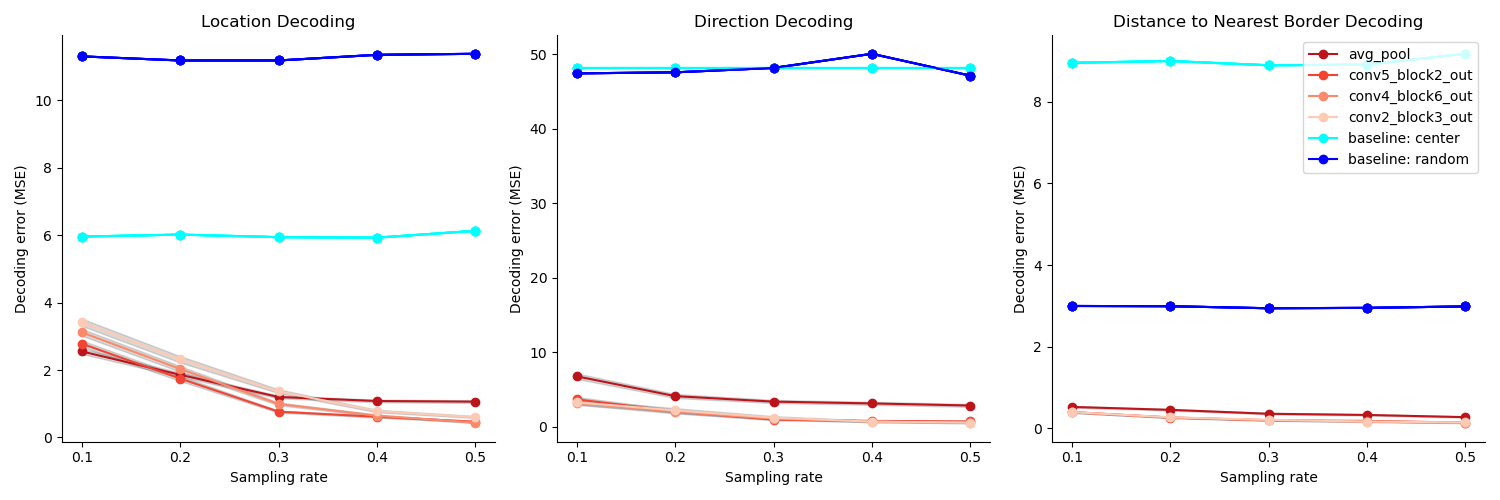 Location Decoding
Decoding error (MSE)
10
8
6
4
2
0
0.1 0.2 0.3 0.4 0.5
Sampling rate
Direction Decoding
Decoding error (MSE)
50
40
30
20
10
0
0.1 0.2 0.3 0.4 0.5
Sampling rate
Distance to Nearest Border Decoding
Decoding error (MSE)
8
6
4
2
0
0.1 0.2 0.3 0.4 0.5
Sampling rate
avg_pool
conv5_block2_out
conv4_block6_out
conv2_block3_out
baseline: center
baseline: random